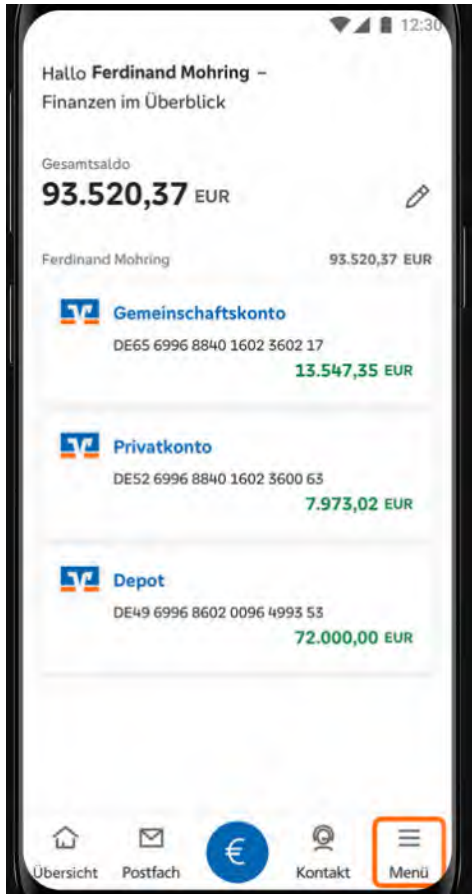 12:30
Hallo Ferdinand Mohring –
Finanzen im Überblick
Gesamtsaldo
93.520,37 EUR
Ferdinand Mohring 93.520,37 EUR
Gemeinschaftskonto
DE65 6996 8840 1602 3602 17
13.547,35 EUR
Privatkonto
DE52 6996 8840 1602 3600 63
7.973,02 EUR
Depot
DE49 6996 8602 0096 4993 53
72.000,00 EUR
€
Übersicht Postfach Kontakt Menü